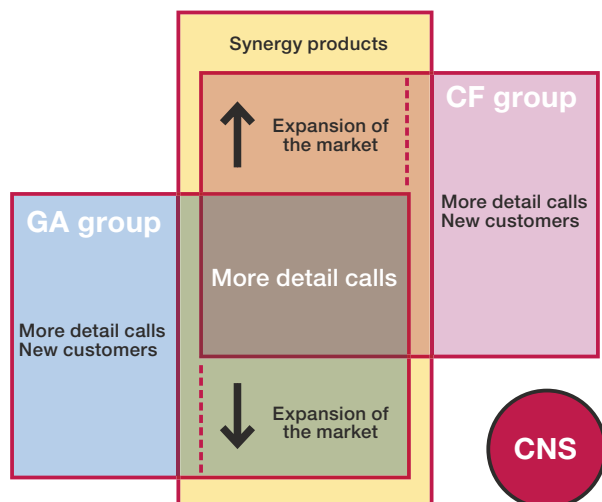 Synergy products
CF group
Expansion of
the market
More detail calls
New customers
GA group
More detail calls
More detail calls
New customers
Expansion of
the market
CNS